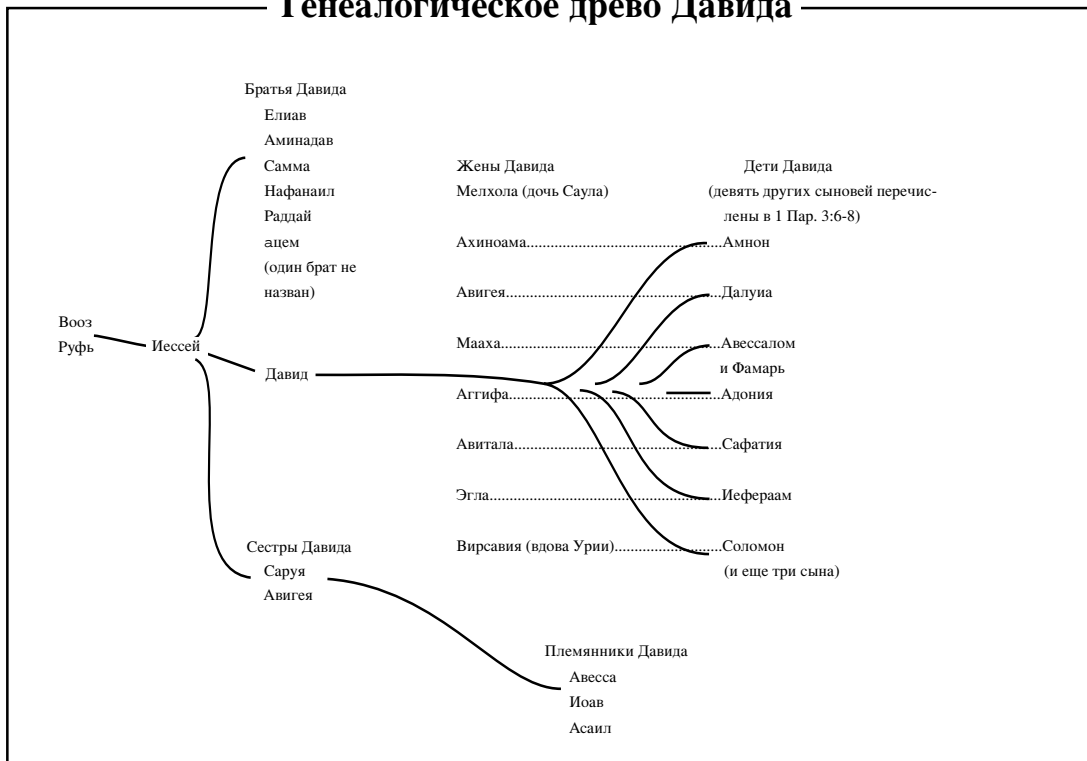 Генеалогическое древо Давида
Братья Давида
Елиав
Аминадав
Самма
Нафанаил
Раддай
ацем
(один брат не
назван)
Вооз
Руфь
Иессей
Давид
Сестры Давида
Саруя
Авигея
Жены Давида
Мелхола (дочь Саула)
Дети Давида
(девять других сыновей перечис-
лены в 1 Пар. 3:6-8)
Ахиноама......Амнон
Авигея......Далуиа
Мааха......Авессалом
и Фамарь
Аггифа......Адония
Авитала......Сафатия
Эгла......Иефераам
Вирсавия (вдова Урии)......Соломон
(и еще три сына)
Племянники Давида
Авесса
Иоав
Асаил